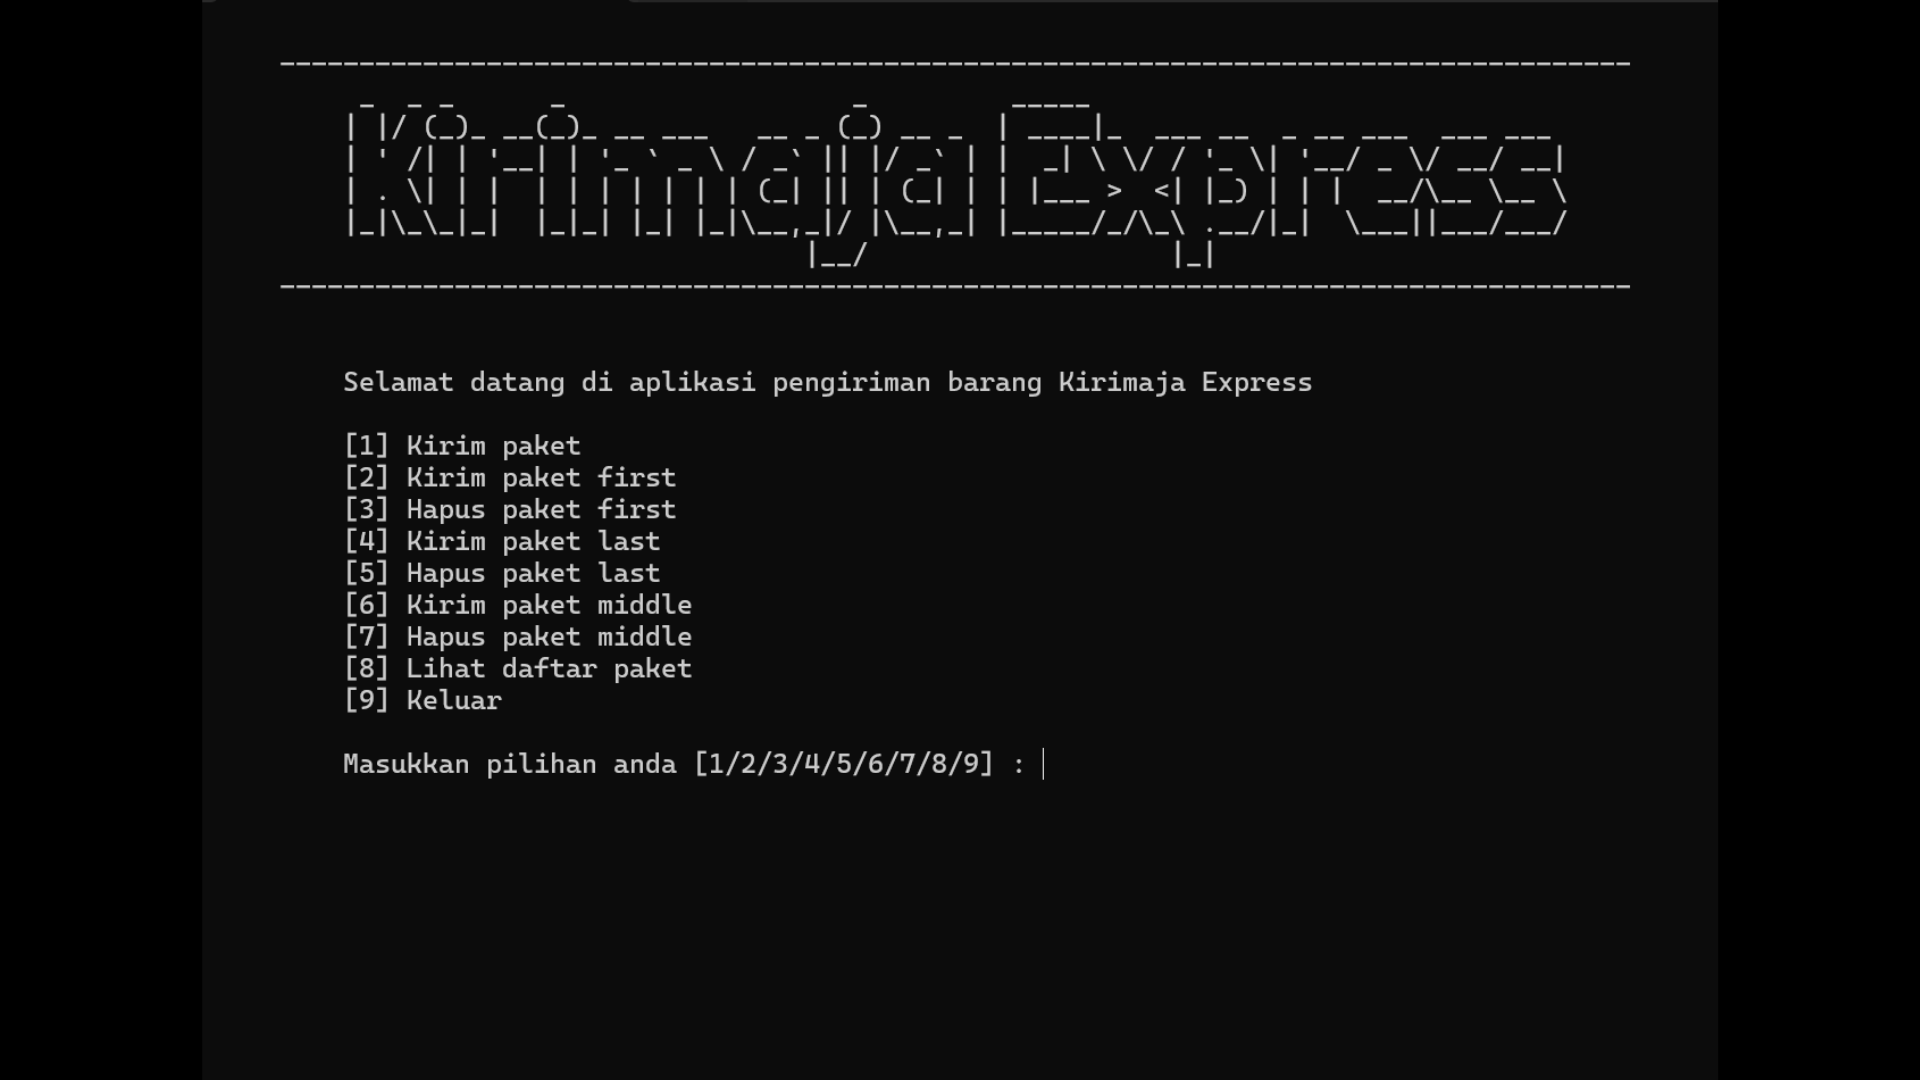 Kirimaja Express
Selamat datang di aplikasi pengiriman barang Kirimaja Express
[1] Kirim paket
[2] Kirim paket first
[3] Hapus paket first
[4] Kirim paket last
[5] Hapus paket last
[6] Kirim paket middle
[7] Hapus paket middle
[8] Lihat daftar paket
[9] Keluar
Masukkan pilihan anda [1/2/3/4/5/6/7/8/9] :